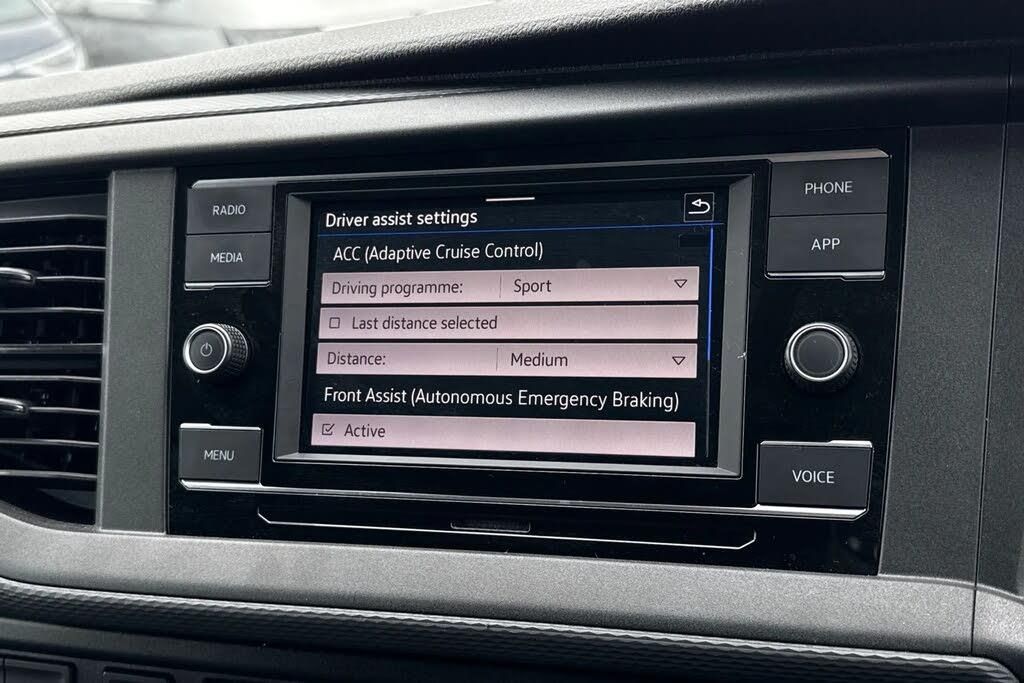 RADIO
MEDIA
MENU
Driver assist settings
ACC (Adaptive Cruise Control)
Driving programme: Sport
Last distance selected
Distance: Medium
Front Assist (Autonomous Emergency Braking)
Active
PHONE
APP
VOICE